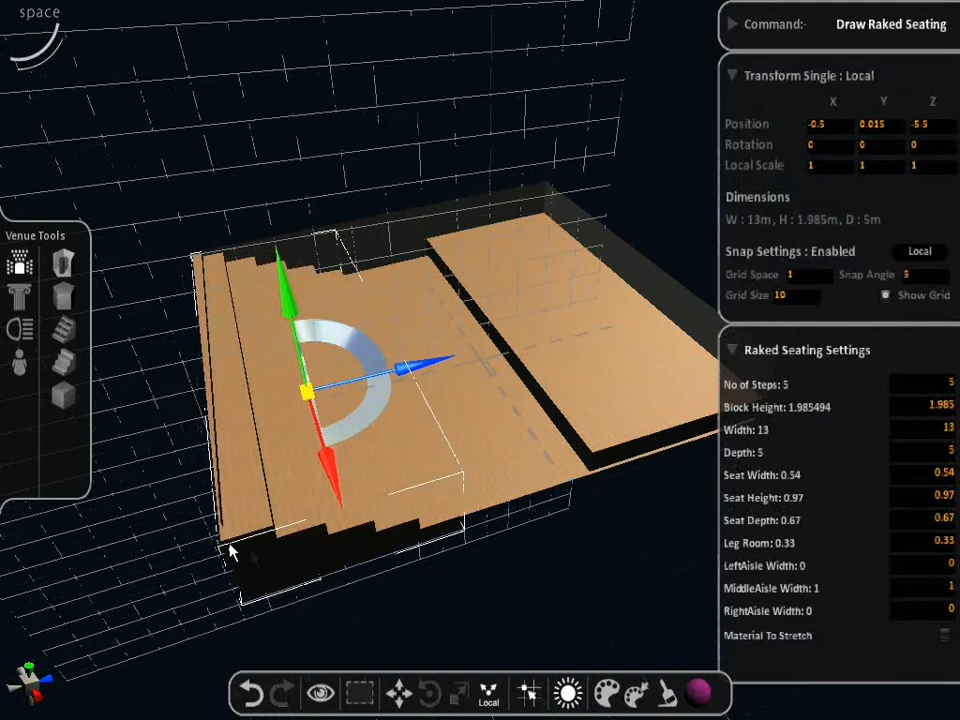 space
Command:-
Draw Raked Seating
Transform Single : Local
X Y Z
Position -0.5 0.015 -5.5
Rotation 0 0 0
Local Scale 1 1 1
Dimensions
W : 13m, H : 1.985m, D : 5m
Snap Settings : Enabled Local
Grid Space 1 Snap Angle 5
Grid Size 10 Show Grid
Venue Tools
Raked Seating Settings
No of Steps: 5 5
Block Height: 1.985494 1.985
Width: 13 13
Depth: 5 5
Seat Width: 0.54 0.54
Seat Height: 0.97 0.97
Seat Depth: 0.67 0.67
Leg Room: 0.33 0.33
LeftAisle Width: 0 0
MiddleAisle Width: 1 1
RightAisle Width: 0 0
Material To Stretch
Local